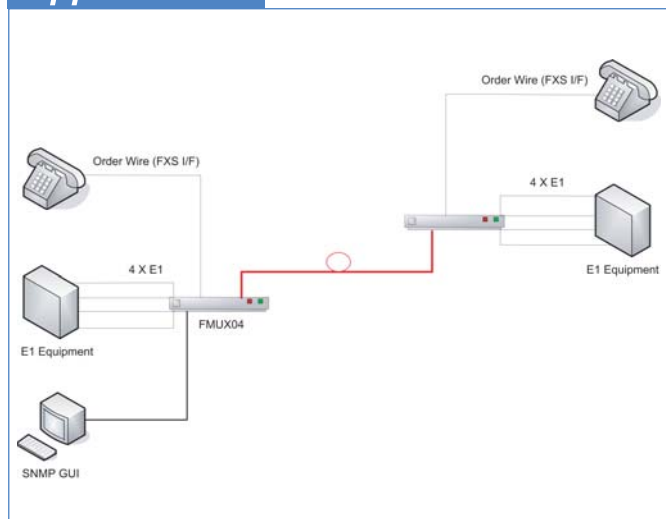 Order Wire (FXS I/F)
Order Wire (FXS I/F)
4 X E1
E1 Equipment
4 X E1
FMUX04
E1 Equipment
SNMP GUI